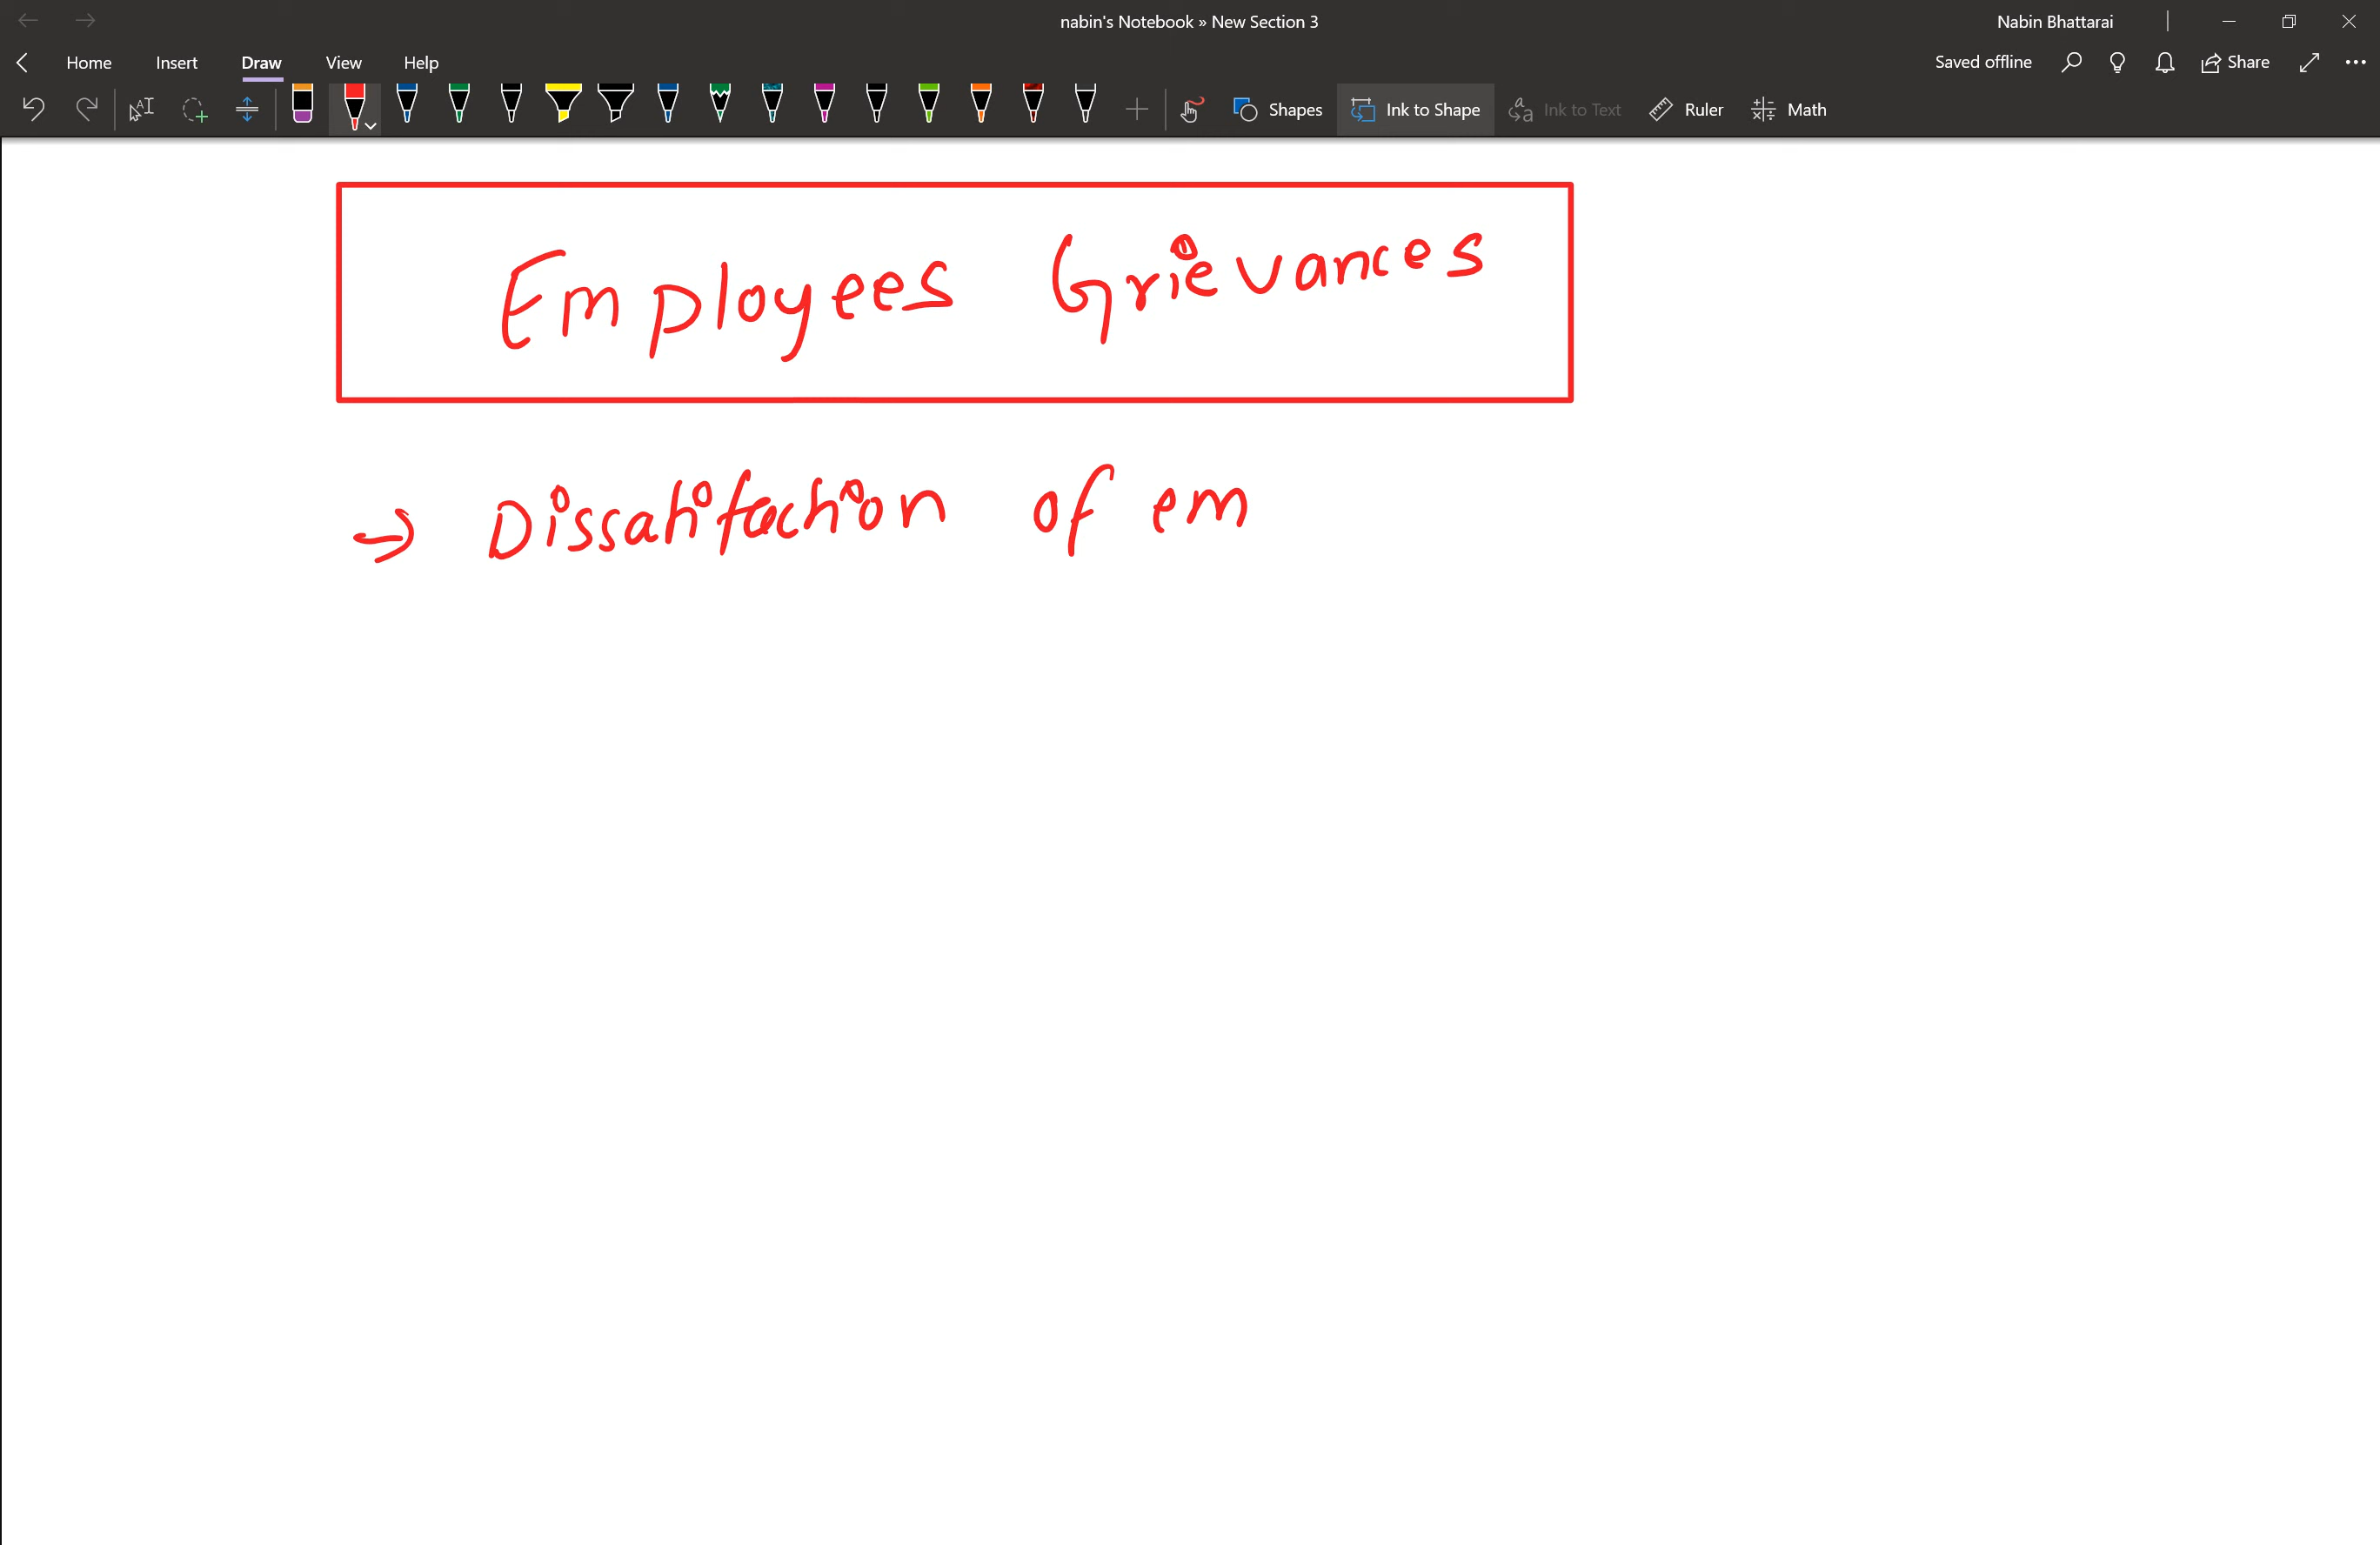 nabin's Notebook » New Section 3
Nabin Bhattarai
Home Insert Draw View Help
Saved offline
Share
Shapes
Ink to Shape
Ink to Text
Ruler
Math
Employees Grievances
→ Dissatifaction of em